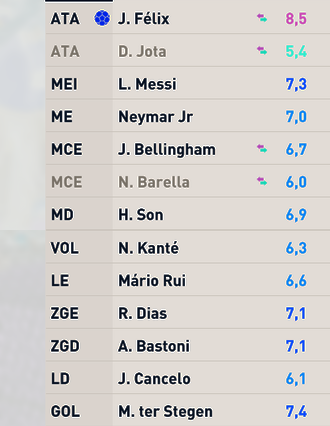 ATA J. Félix 8,5
ATA D. Jota 5,4
MEI L. Messi 7,3
ME Neymar Jr 7,0
MCE J. Bellingham 6,7
MCE N. Barella 6,0
MD H. Son 6,9
VOL N. Kanté 6,3
LE Mário Rui 6,6
ZGE R. Dias 7,1
ZGD A. Bastoni 7,1
LD J. Cancelo 6,1
GOL M. ter Stegen 7,4